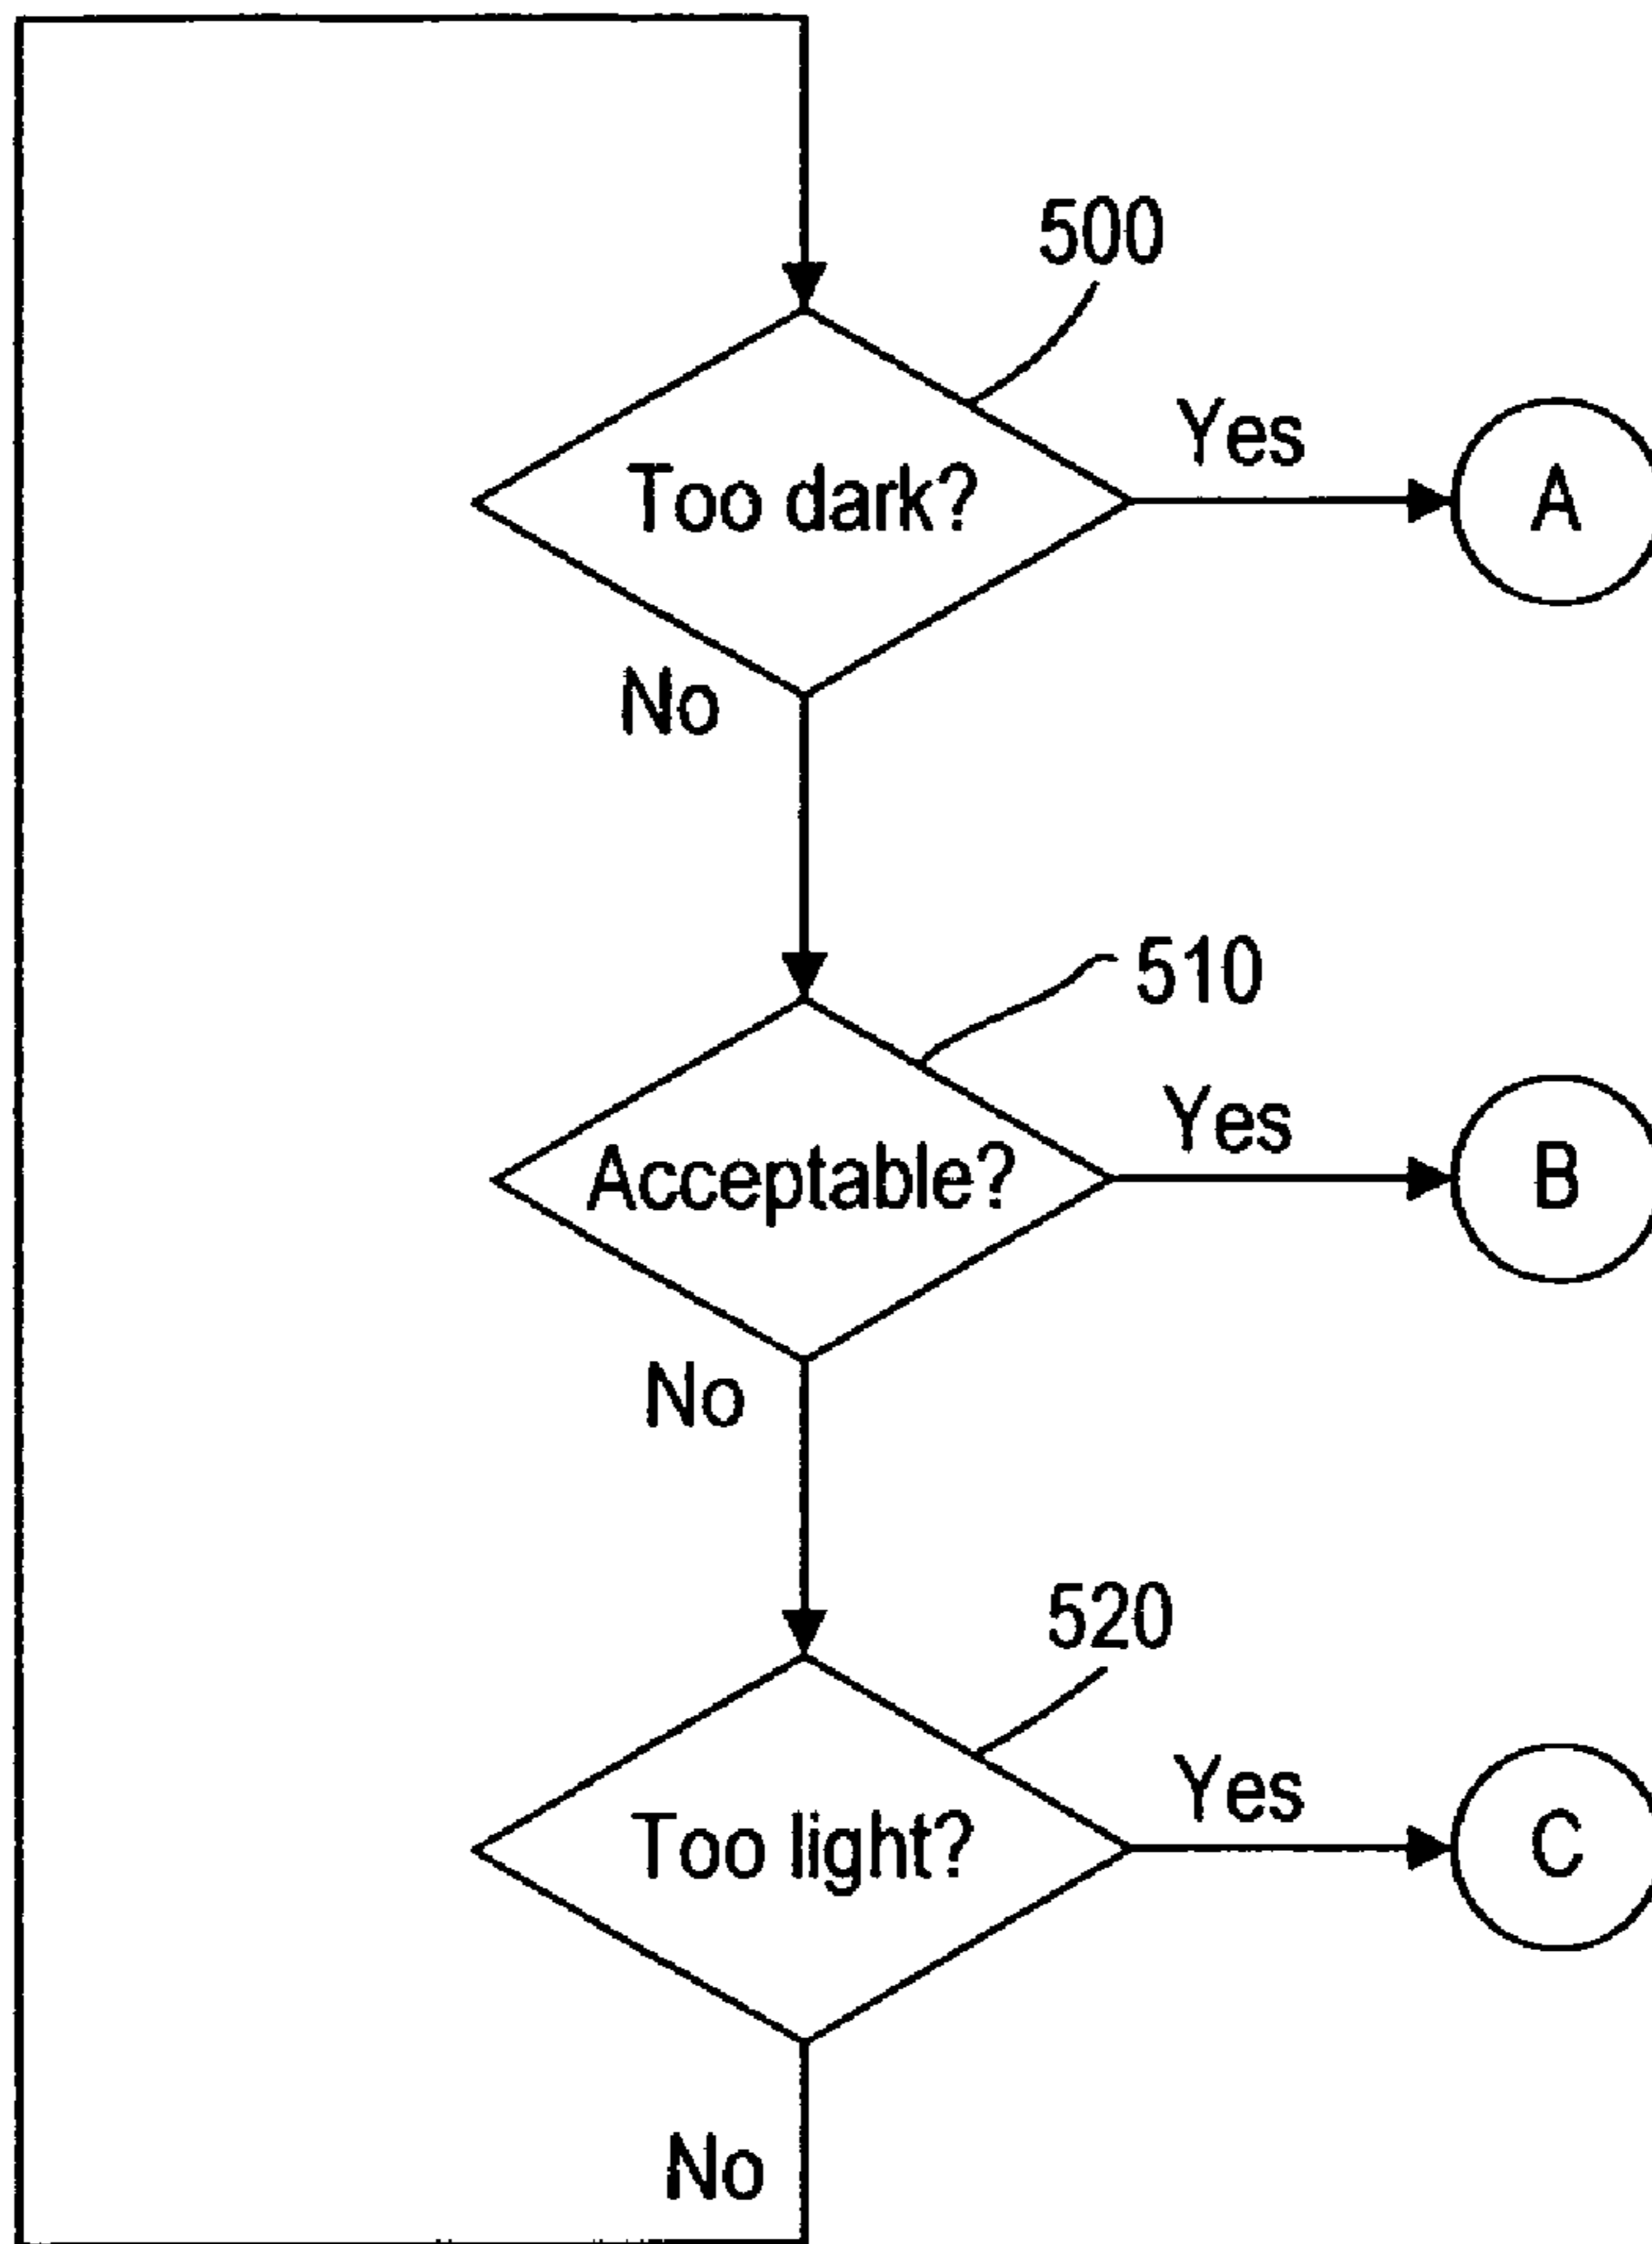 500
Yes
Too dark?
A
No
510
Yes
Acceptable?
B
No
520
Yes
Too light?
C
No